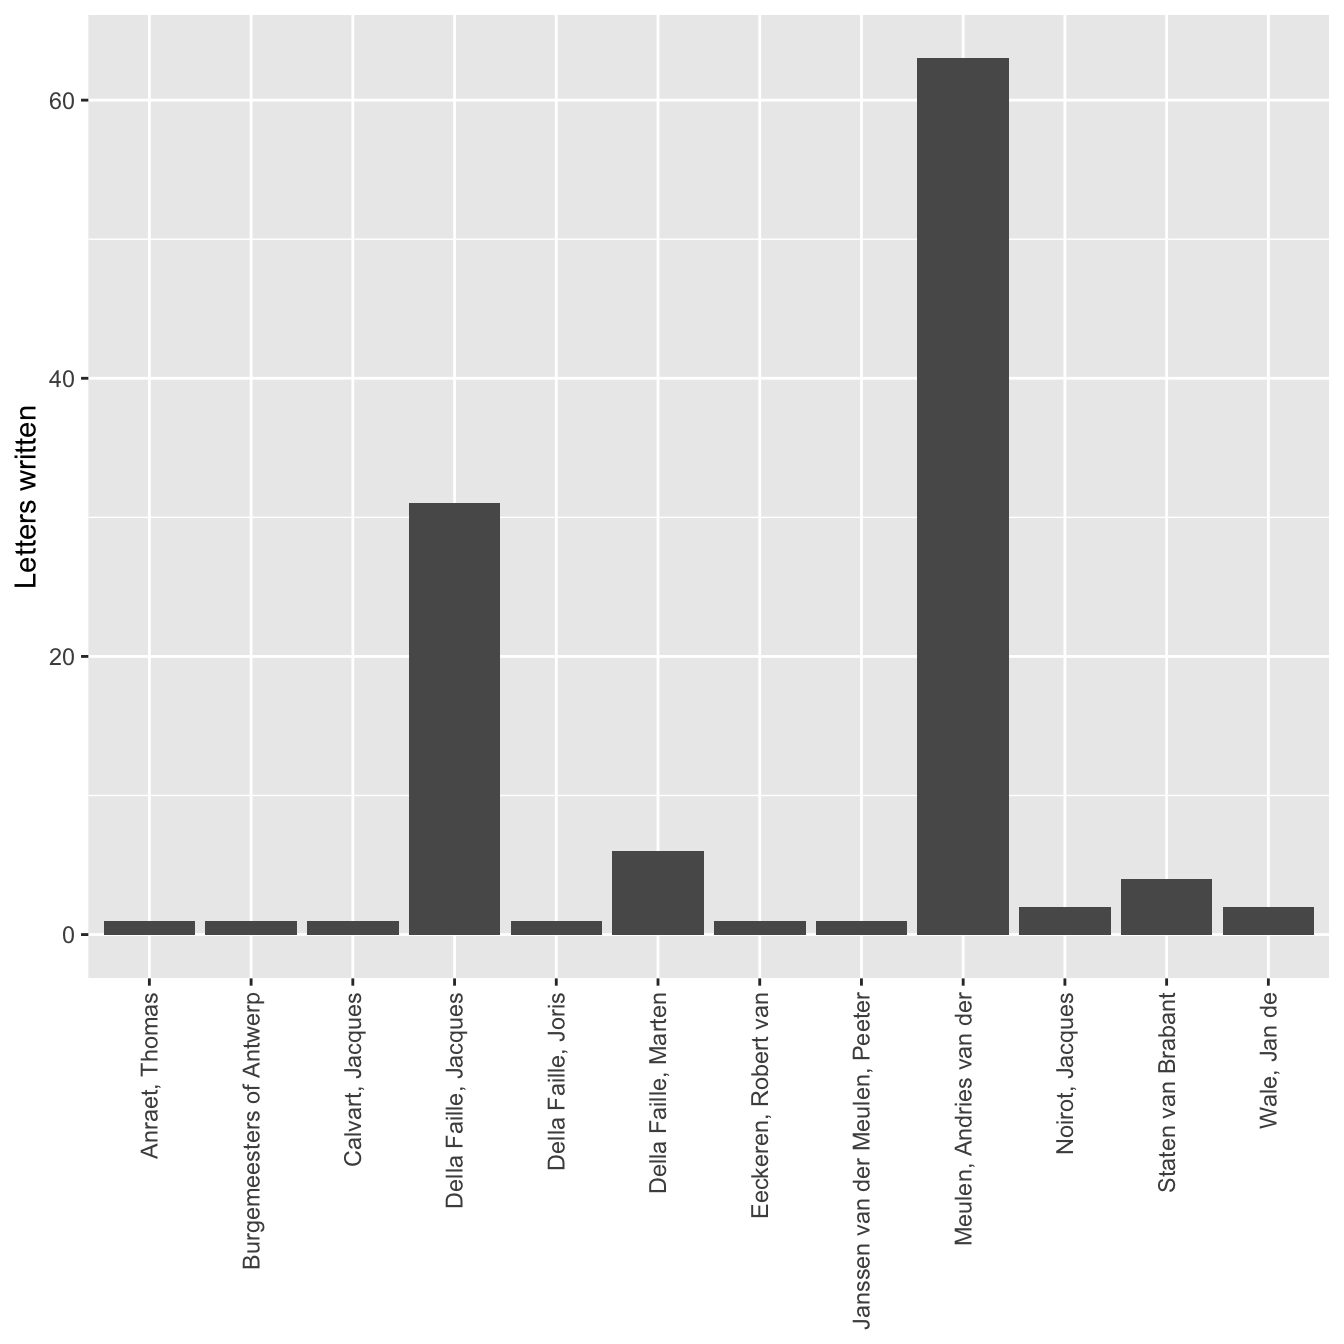 Letters written
60
40
20
0
Anraet, Thomas
Burgemeesters of Antwerp
Calvart, Jacques
Della Faille, Jacques
Della Faille, Joris
Della Faille, Marten
Eeckeren, Robert van
Janssen van der Meulen, Peeter
Meulen, Andries van der
Noirot, Jacques
Staten van Brabant
Wale, Jan de